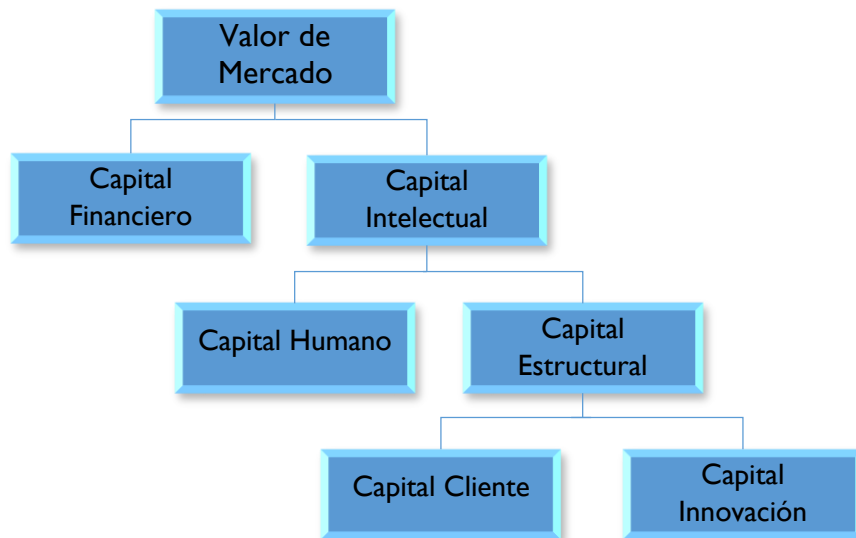 Valor de
Mercado
Capital
Financiero
Capital
Intelectual
Capital Humano
Capital
Estructural
Capital Cliente
Capital
Innovación